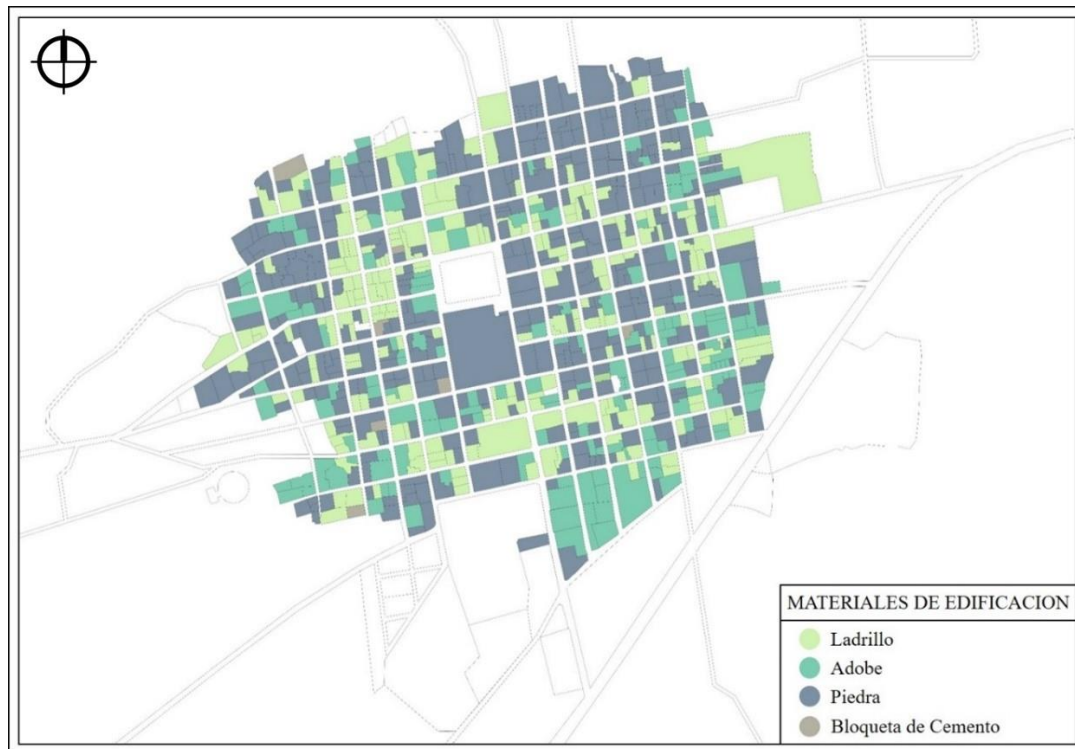 MATERIALES DE EDIFICACION
Ladrillo
Adobe
Piedra
Bloqueta de Cemento